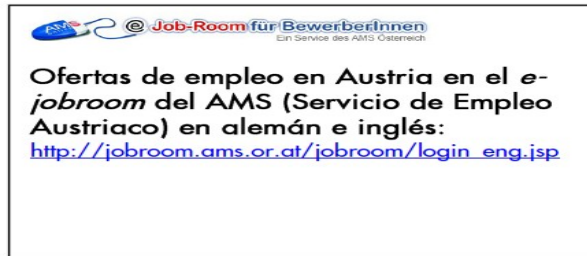 AMS @ Job-Room für BewerberInnen
Ein Service des AMS Österreich
Ofertas de empleo en Austria en el e-
jobroom del AMS (Servicio de Empleo
Austriaco) en alemán e inglés:
http://jobroom.ams.or.at/jobroom/login_eng.jsp